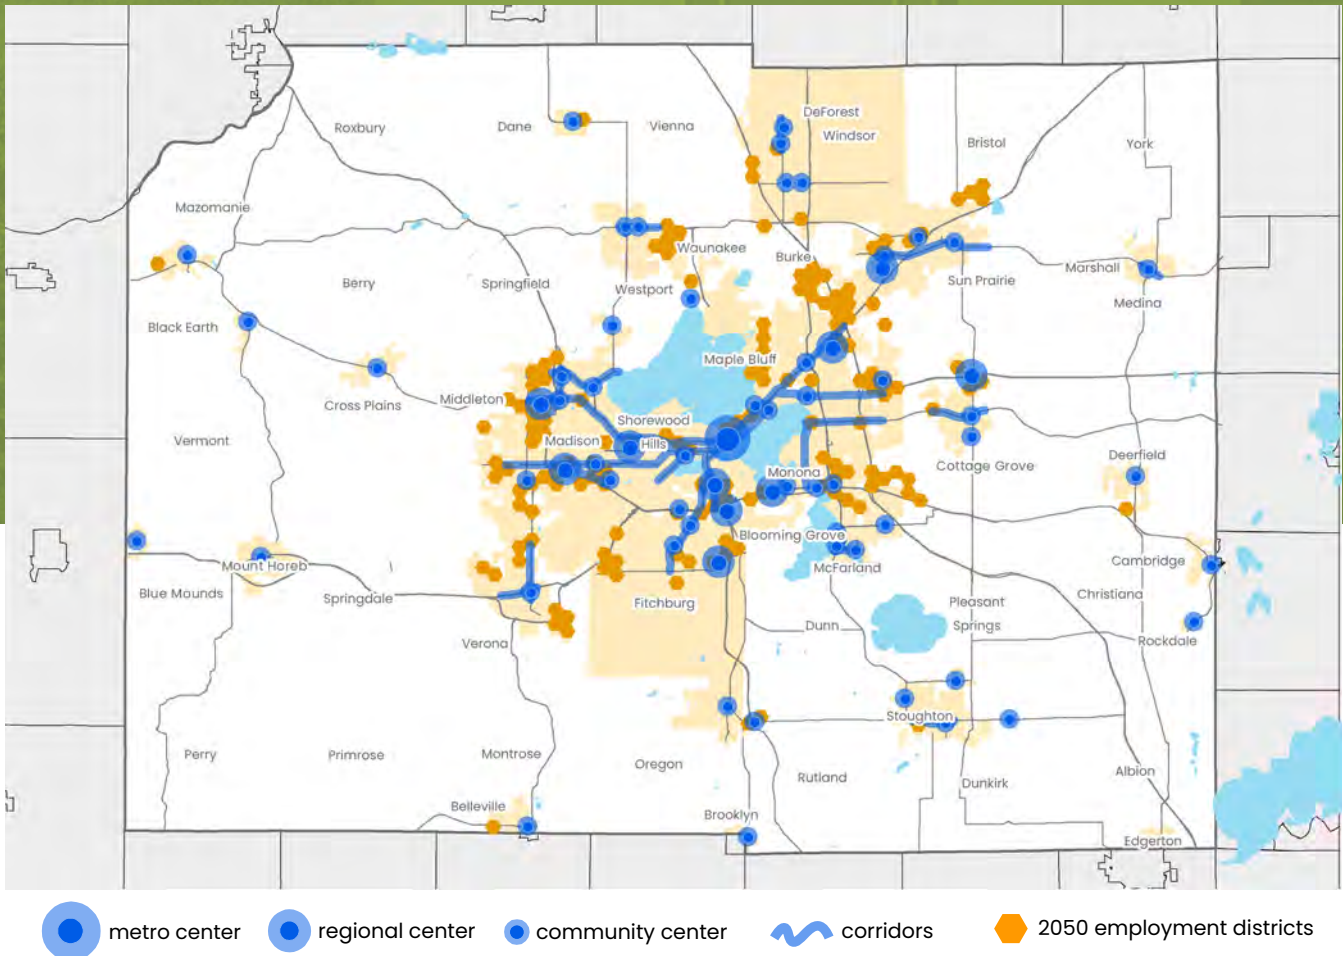 DeForest
Windsor
Roxbury
Dane
Vienna
Bristol
York
Mazomanie
Waunakee
Burke
Marshall
Sun Prairie
Berry
Springfield
Westport
Medina
Black Earth
Maple Bluff
Cross Plains
Middleton
Shorewood
Hills
Vermont
Madison
Deerfield
Cottage Grove
Monona
Blooming Grove
Mount Horeb
McFarland
Cambridge
Blue Mounds
Springdale
Christiana
Fitchburg
Pleasant
Springs
Dunn
Rockdale
Verona
Stoughton
Perry
Primrose
Montrose
Oregon
Rutland
Albion
Dunkirk
Belleville
Brooklyn
Edgerton
metro center
regional center
community center
corridors
2050 employment districts